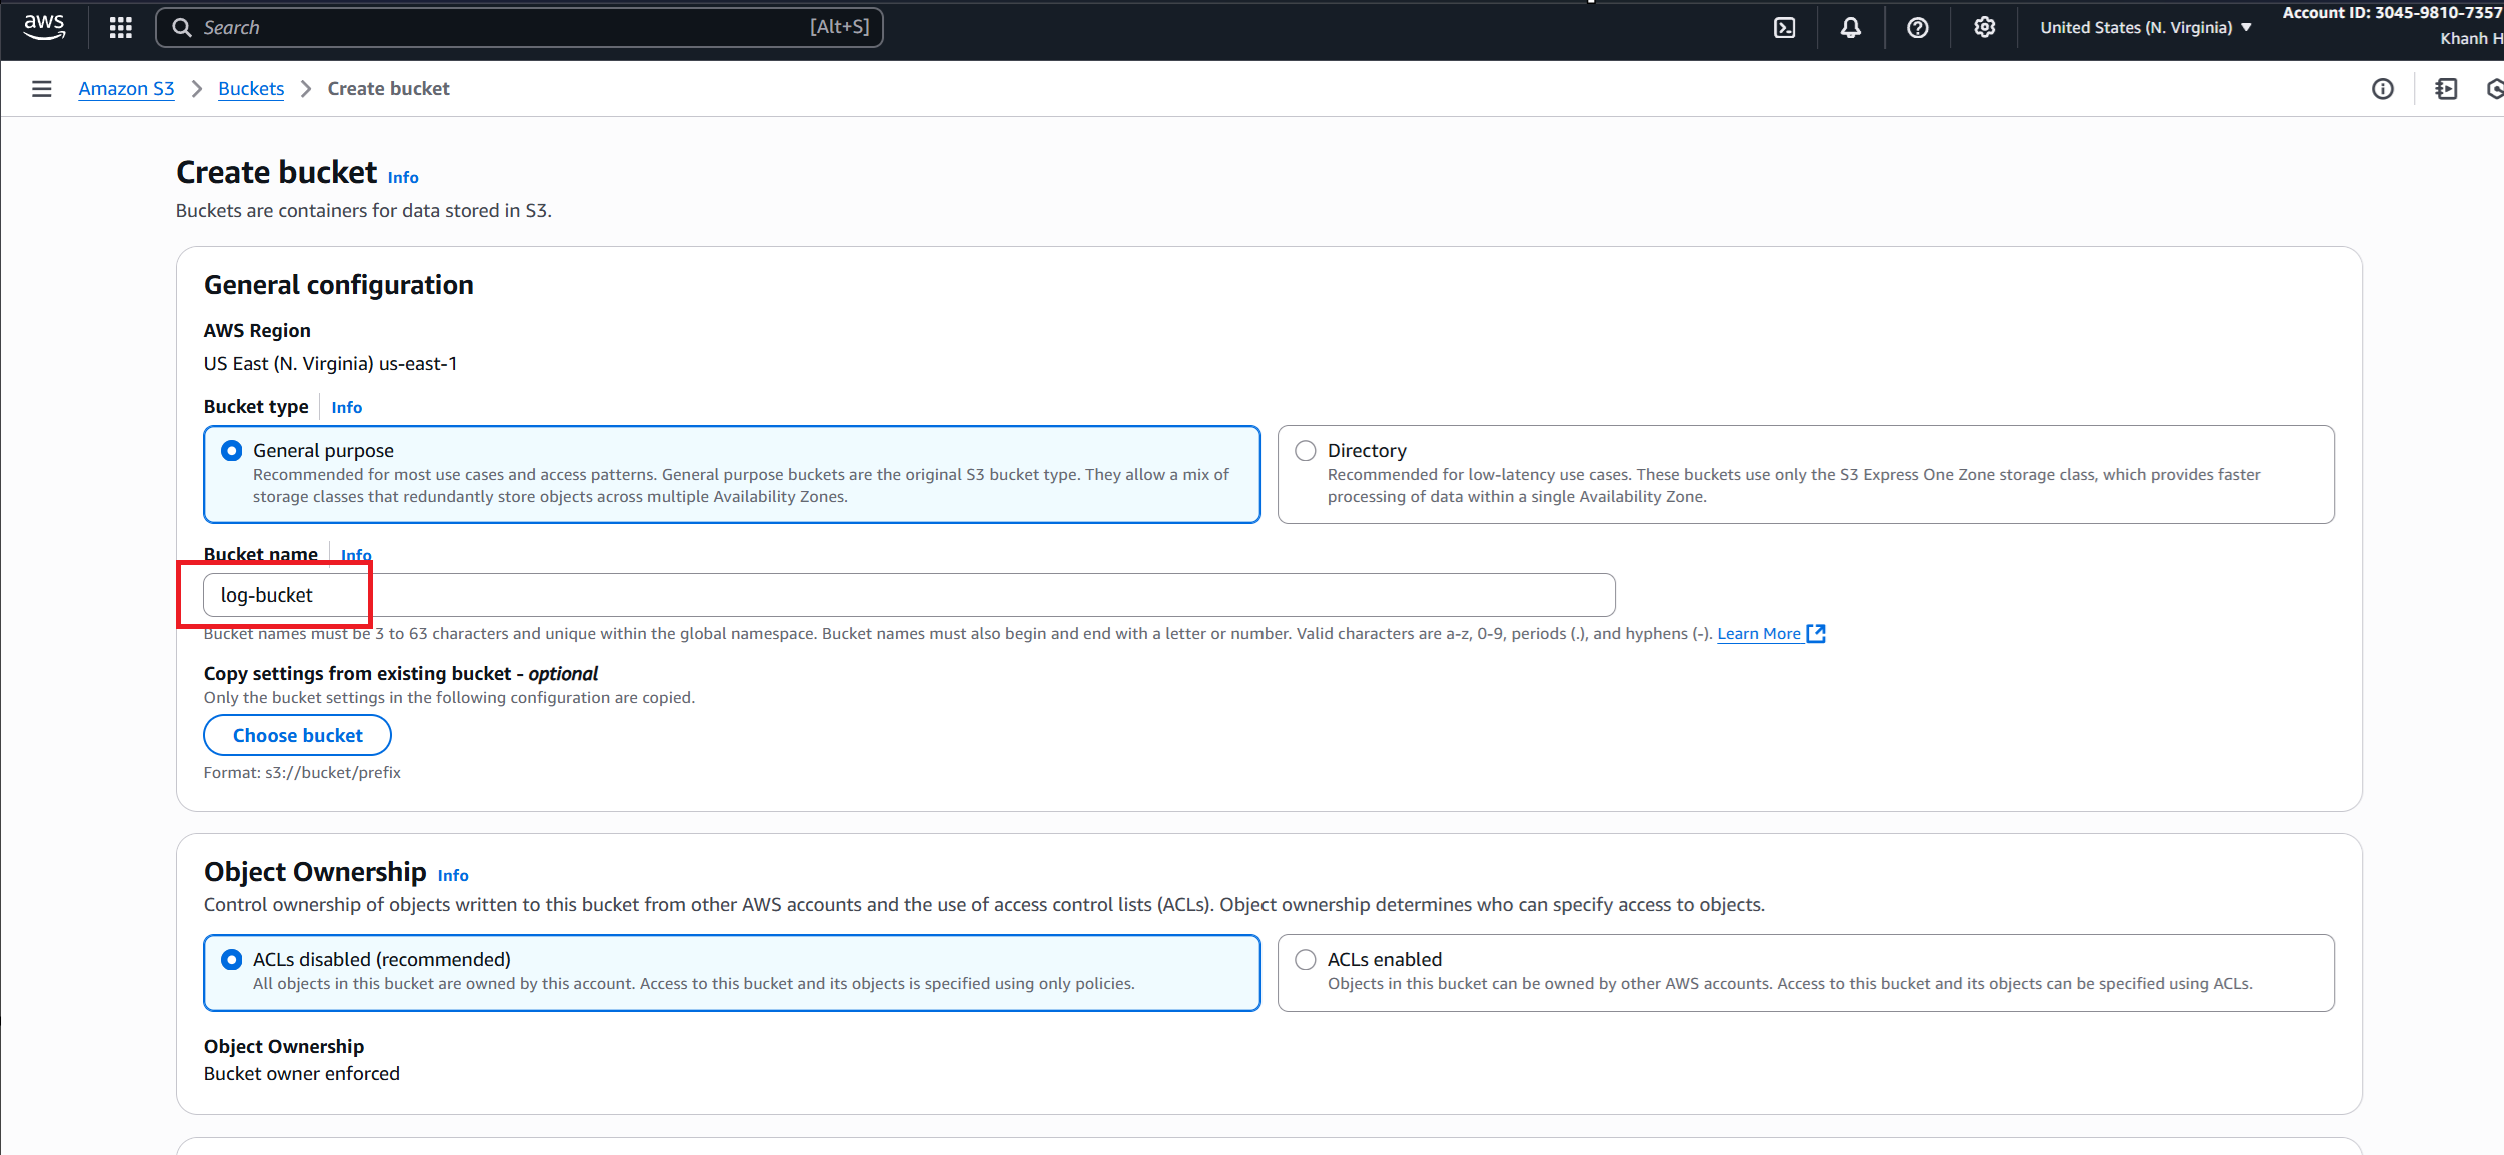 aws
Search [Alt+S]
United States (N. Virginia)
Account ID: 3045-9810-7357
Khanh H
Amazon S3 > Buckets > Create bucket
Create bucket Info
Buckets are containers for data stored in S3.
General configuration
AWS Region
US East (N. Virginia) us-east-1
Bucket type Info
General purpose
Recommended for most use cases and access patterns. General purpose buckets are the original S3 bucket type. They allow a mix of
storage classes that redundantly store objects across multiple Availability Zones.
Directory
Recommended for low-latency use cases. These buckets use only the S3 Express One Zone storage class, which provides faster
processing of data within a single Availability Zone.
Bucket name Info
log-bucket
Bucket names must be 3 to 63 characters and unique within the global namespace. Bucket names must also begin and end with a letter or number. Valid characters are a-z, 0-9, periods (.), and hyphens (-). Learn More
Copy settings from existing bucket - optional
Only the bucket settings in the following configuration are copied.
Choose bucket
Format: s3://bucket/prefix
Object Ownership Info
Control ownership of objects written to this bucket from other AWS accounts and the use of access control lists (ACLs). Object ownership determines who can specify access to objects.
ACLs disabled (recommended)
All objects in this bucket are owned by this account. Access to this bucket and its objects is specified using only policies.
ACLs enabled
Objects in this bucket can be owned by other AWS accounts. Access to this bucket and its objects can be specified using ACLs.
Object Ownership
Bucket owner enforced